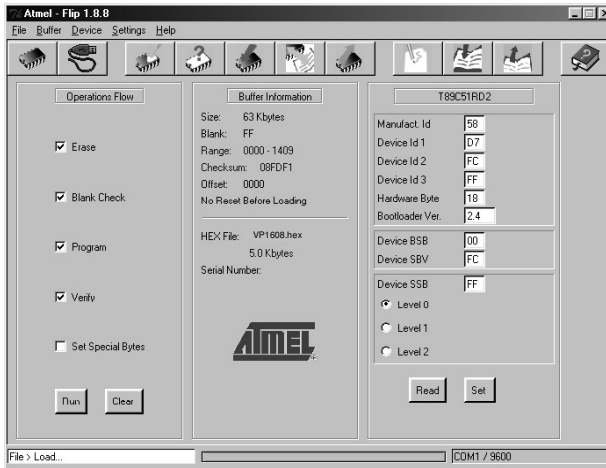 Atmel - Flip 1.8.8
File Buffer Device Settings Help
Operations Flow
Erase
Blank Check
Program
Verify
Set Special Bytes
Run
Clear
Buffer Information
Size: 63 Kbytes
Blank: FF
Range: 0000 - 1409
Checksum: 08FDF1
Offset: 0000
No Reset Before Loading
HEX File: VP1608.hex
5.0 Kbytes
Serial Number:
ATMEL
T89C51RD2
Manufact. Id 58
Device Id 1 D7
Device Id 2 FC
Device Id 3 FF
Hardware Byte 18
Bootloader Ver. 2.4
Device BSB 00
Device SBV FC
Device SSB FF
Level 0
Level 1
Level 2
Read
Set
File > Load...
COM1 / 9600